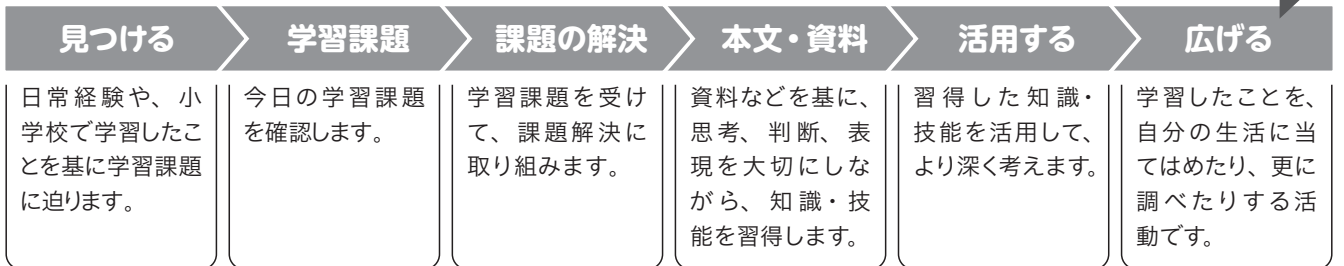 見つける
学習課題
課題の解決
本文・資料
活用する
広げる
日常経験や、小
学校で学習したこ
とを基に学習課題
に迫ります。
今日の学習課題
を確認します。
学習課題を受け
て、課題解決に
取り組みます。
資料などを基に、
思考、判断、表
現を大切にしな
がら、知識・技
能を習得します。
習得した知識・
技能を活用して、
より深く考えます。
学習したことを、
自分の生活に当
てはめたり、更に
調べたりする活
動です。